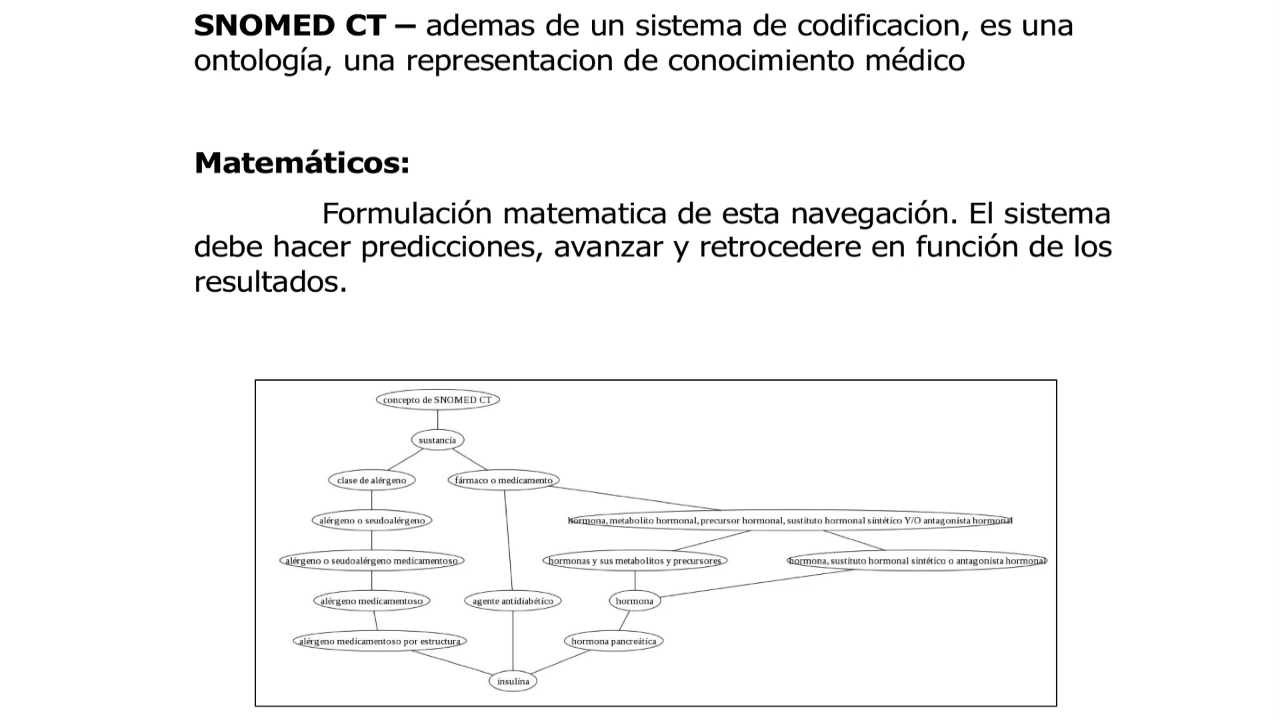 SNOMED CT – ademas de un sistema de codificacion, es una
ontología, una representacion de conocimiento médico
Matemáticos:
Formulación matematica de esta navegación. El sistema
debe hacer predicciones, avanzar y retrocedere en función de los
resultados.
concepto de SNOMED CT
sustancia
clase de alérgeno
fármaco o medicamento
alérgeno o seudoalérgeno
hormona, metabolito hormonal, precursor hormonal, sustituto hormonal sintético Y/O antagonista hormonal
alérgeno o seudoalérgeno medicamentoso
hormonas y sus metabolitos y precursores
hormona, sustituto hormonal sintético o antagonista hormonal
alérgeno medicamentoso
agente antidiabético
hormona
alérgeno medicamentoso por estructura
hormona pancreática
insulina